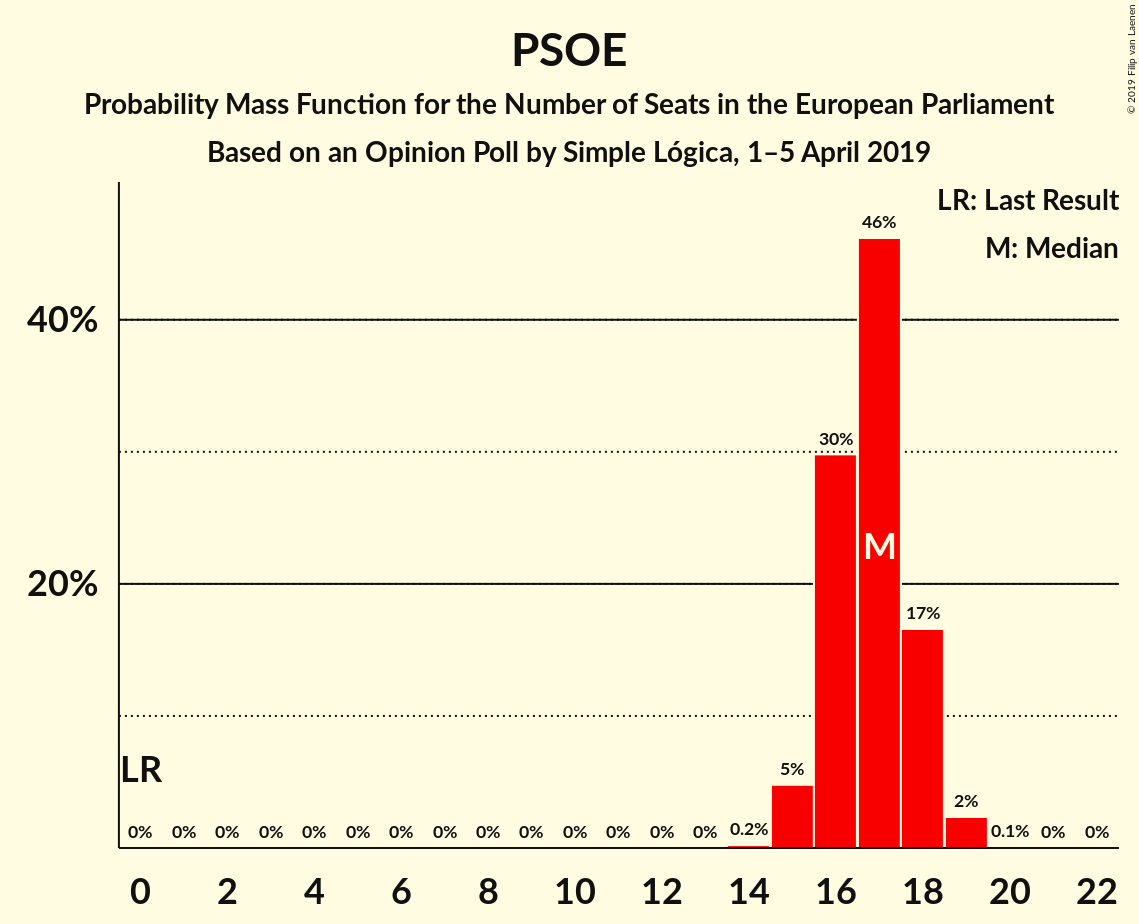 PSOE
Probability Mass Function for the Number of Seats in the European Parliament
Based on an Opinion Poll by Simple Lógica, 1–5 April 2019
© 2019 Filip van Laenen
LR: Last Result
M: Median
46%
40%
30%
M
20%
17%
LR
5%
2%
0% 0% 0% 0% 0% 0% 0% 0% 0% 0% 0% 0% 0% 0% 0.2% 0.1% 0% 0%
0 2 4 6 8 10 12 14 16 18 20 22